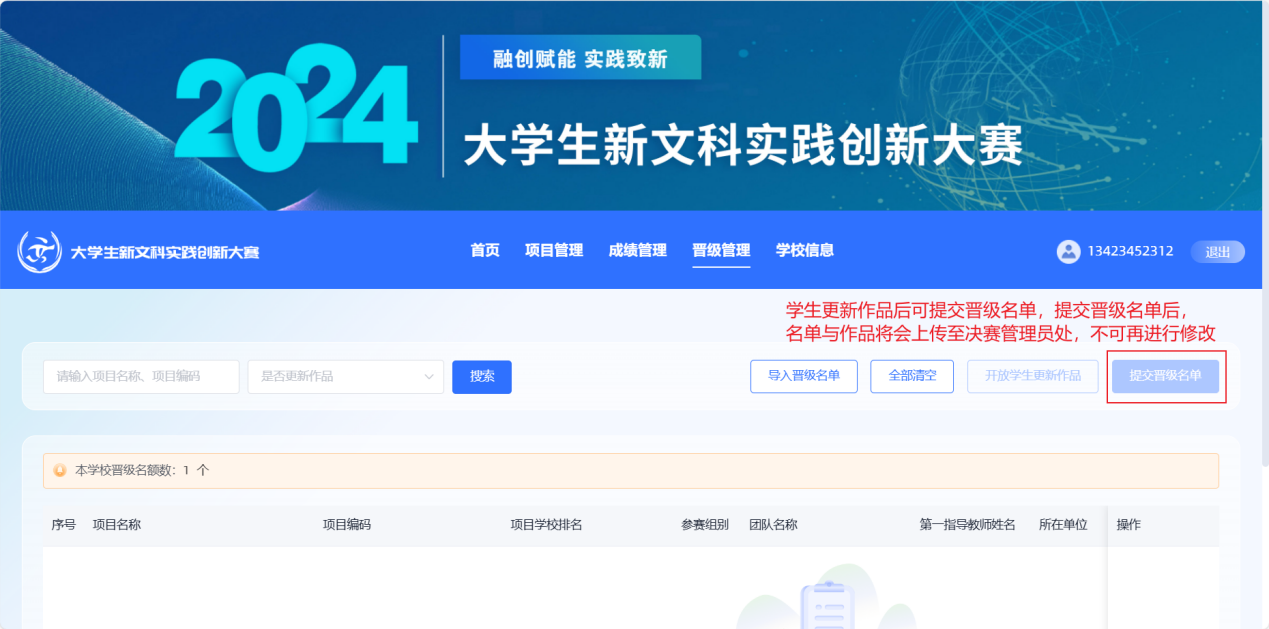 2024
融创赋能 实践致新
大学生新文科实践创新大赛
大学生新文科实践创新大赛
首页 项目管理 成绩管理 晋级管理 学校信息
13423452312 退出
学生更新作品后可提交晋级名单，提交晋级名单后，
名单与作品将会上传至决赛管理员处，不可再进行修改
请输入项目名称、项目编码 是否更新作品 搜索 导入晋级名单 全部清空 开放学生更新作品 提交晋级名单
本学校晋级名额数：1 个
序号 项目名称 项目编码 项目学校排名 参赛组别 团队名称 第一指导教师姓名 所在单位 操作